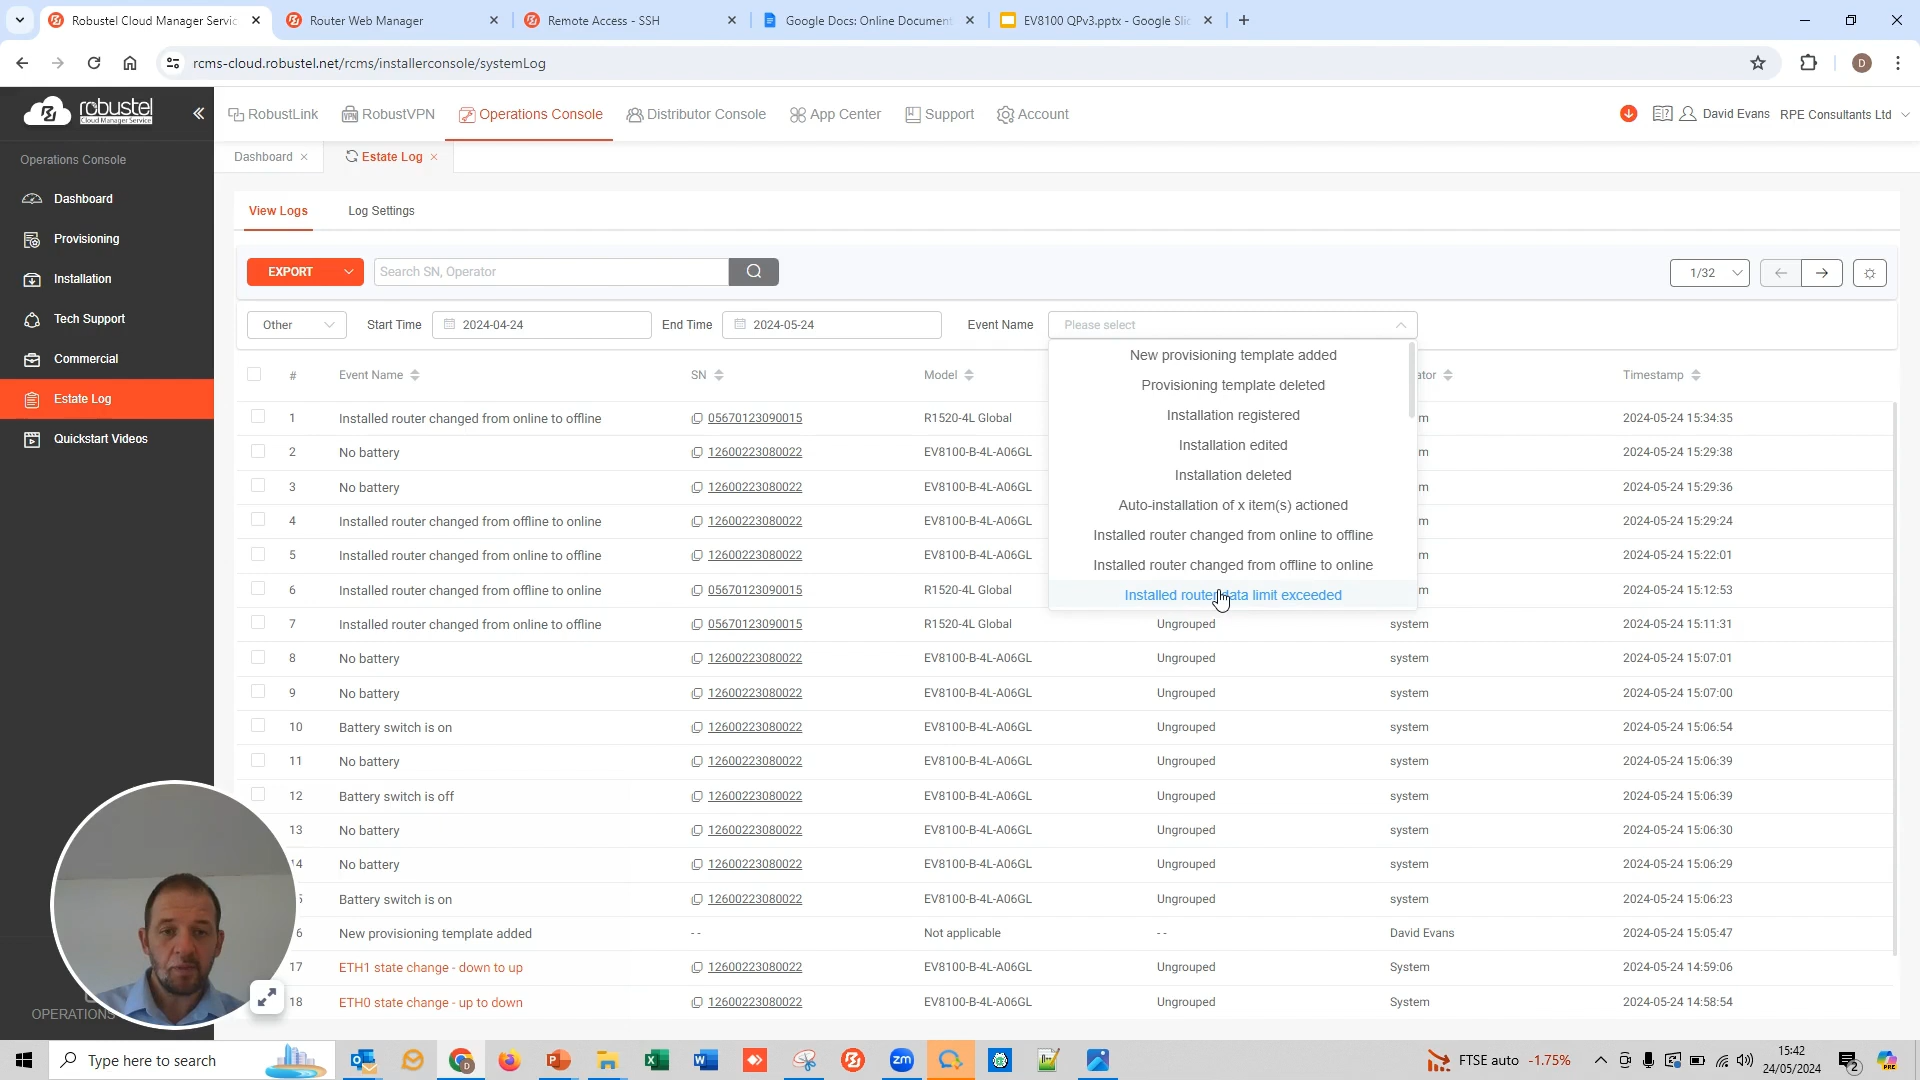 Robustel Cloud Manager Servic
Router Web Manager
Remote Access - SSH
Google Docs: Online Document
EV8100 QPv3.pptx - Google Slic
rcms-cloud.robustel.net/rcms/installerconsole/systemLog
D
robustel
Cloud Manager Service
RobustLink
RobustVPN
Operations Console
Distributor Console
App Center
Support
Account
David Evans
RPE Consultants Ltd
Operations Console
Dashboard
Estate Log
Dashboard
Provisioning
Installation
Tech Support
Commercial
Estate Log
Quickstart Videos
View Logs
Log Settings
EXPORT
Search SN, Operator
1/32
Other
Start Time
2024-04-24
End Time
2024-05-24
Event Name
Please select
New provisioning template added
Provisioning template deleted
Installation registered
Installation edited
Installation deleted
Auto-installation of x item(s) actioned
Installed router changed from online to offline
Installed router changed from offline to online
Installed router data limit exceeded
# Event Name SN Model ator Timestamp
1 Installed router changed from online to offline 05670123090015 R1520-4L Global m 2024-05-24 15:34:35
2 No battery 12600223080022 EV8100-B-4L-A06GL m 2024-05-24 15:29:38
3 No battery 12600223080022 EV8100-B-4L-A06GL m 2024-05-24 15:29:36
4 Installed router changed from offline to online 12600223080022 EV8100-B-4L-A06GL m 2024-05-24 15:29:24
5 Installed router changed from online to offline 12600223080022 EV8100-B-4L-A06GL m 2024-05-24 15:22:01
6 Installed router changed from offline to online 05670123090015 R1520-4L Global m 2024-05-24 15:12:53
7 Installed router changed from online to offline 05670123090015 R1520-4L Global Ungrouped system 2024-05-24 15:11:31
8 No battery 12600223080022 EV8100-B-4L-A06GL Ungrouped system 2024-05-24 15:07:01
9 No battery 12600223080022 EV8100-B-4L-A06GL Ungrouped system 2024-05-24 15:07:00
10 Battery switch is on 12600223080022 EV8100-B-4L-A06GL Ungrouped system 2024-05-24 15:06:54
11 No battery 12600223080022 EV8100-B-4L-A06GL Ungrouped system 2024-05-24 15:06:39
12 Battery switch is off 12600223080022 EV8100-B-4L-A06GL Ungrouped system 2024-05-24 15:06:39
13 No battery 12600223080022 EV8100-B-4L-A06GL Ungrouped system 2024-05-24 15:06:30
14 No battery 12600223080022 EV8100-B-4L-A06GL Ungrouped system 2024-05-24 15:06:29
5 Battery switch is on 12600223080022 EV8100-B-4L-A06GL Ungrouped system 2024-05-24 15:06:23
6 New provisioning template added -- Not applicable -- David Evans 2024-05-24 15:05:47
17 ETH1 state change - down to up 12600223080022 EV8100-B-4L-A06GL Ungrouped System 2024-05-24 14:59:06
18 ETH0 state change - up to down 12600223080022 EV8100-B-4L-A06GL Ungrouped System 2024-05-24 14:58:54
OPERATIONS
Type here to search
zm
FTSE auto -1.75%
15:42
24/05/2024
2